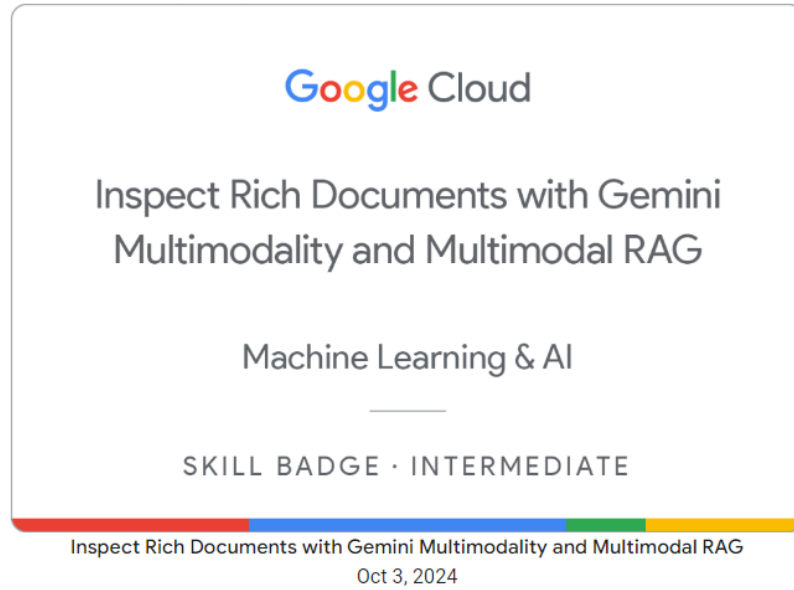 Google Cloud
Inspect Rich Documents with Gemini
Multimodality and Multimodal RAG
Machine Learning & AI
SKILL BADGE · INTERMEDIATE
Inspect Rich Documents with Gemini Multimodality and Multimodal RAG
Oct 3, 2024